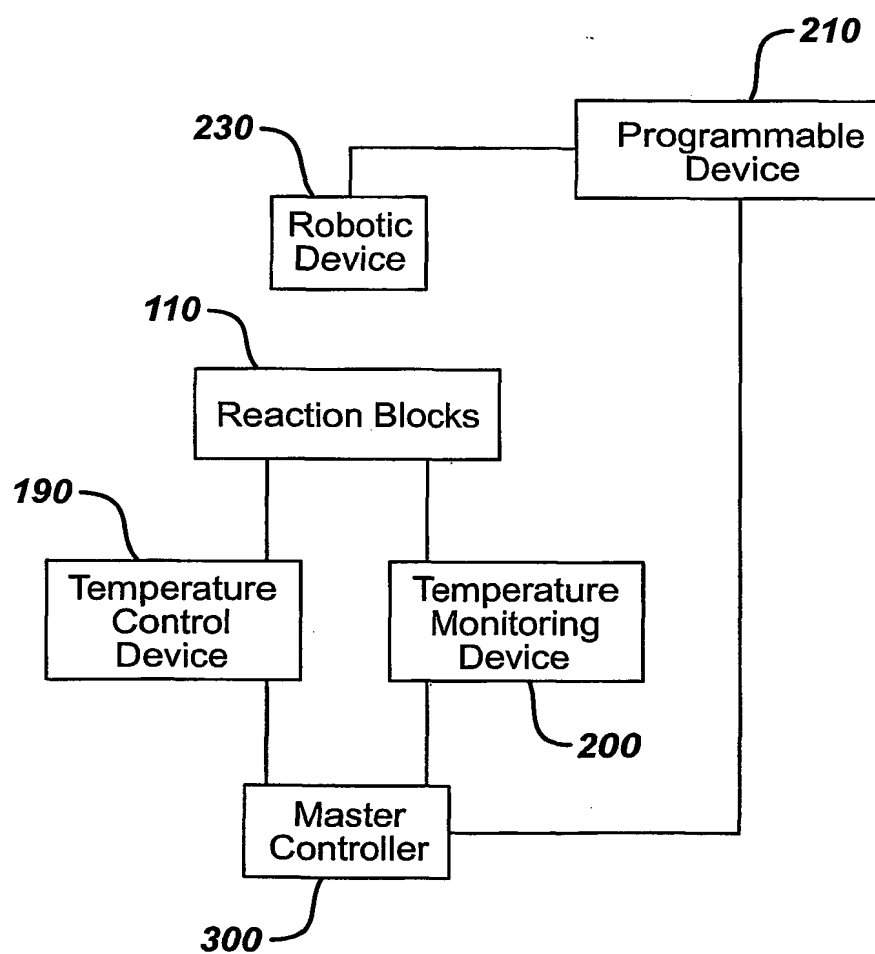 210
Programmable
Device
230
Robotic
Device
110
Reaction Blocks
190
Temperature
Control
Device
Temperature
Monitoring
Device
200
Master
Controller
300